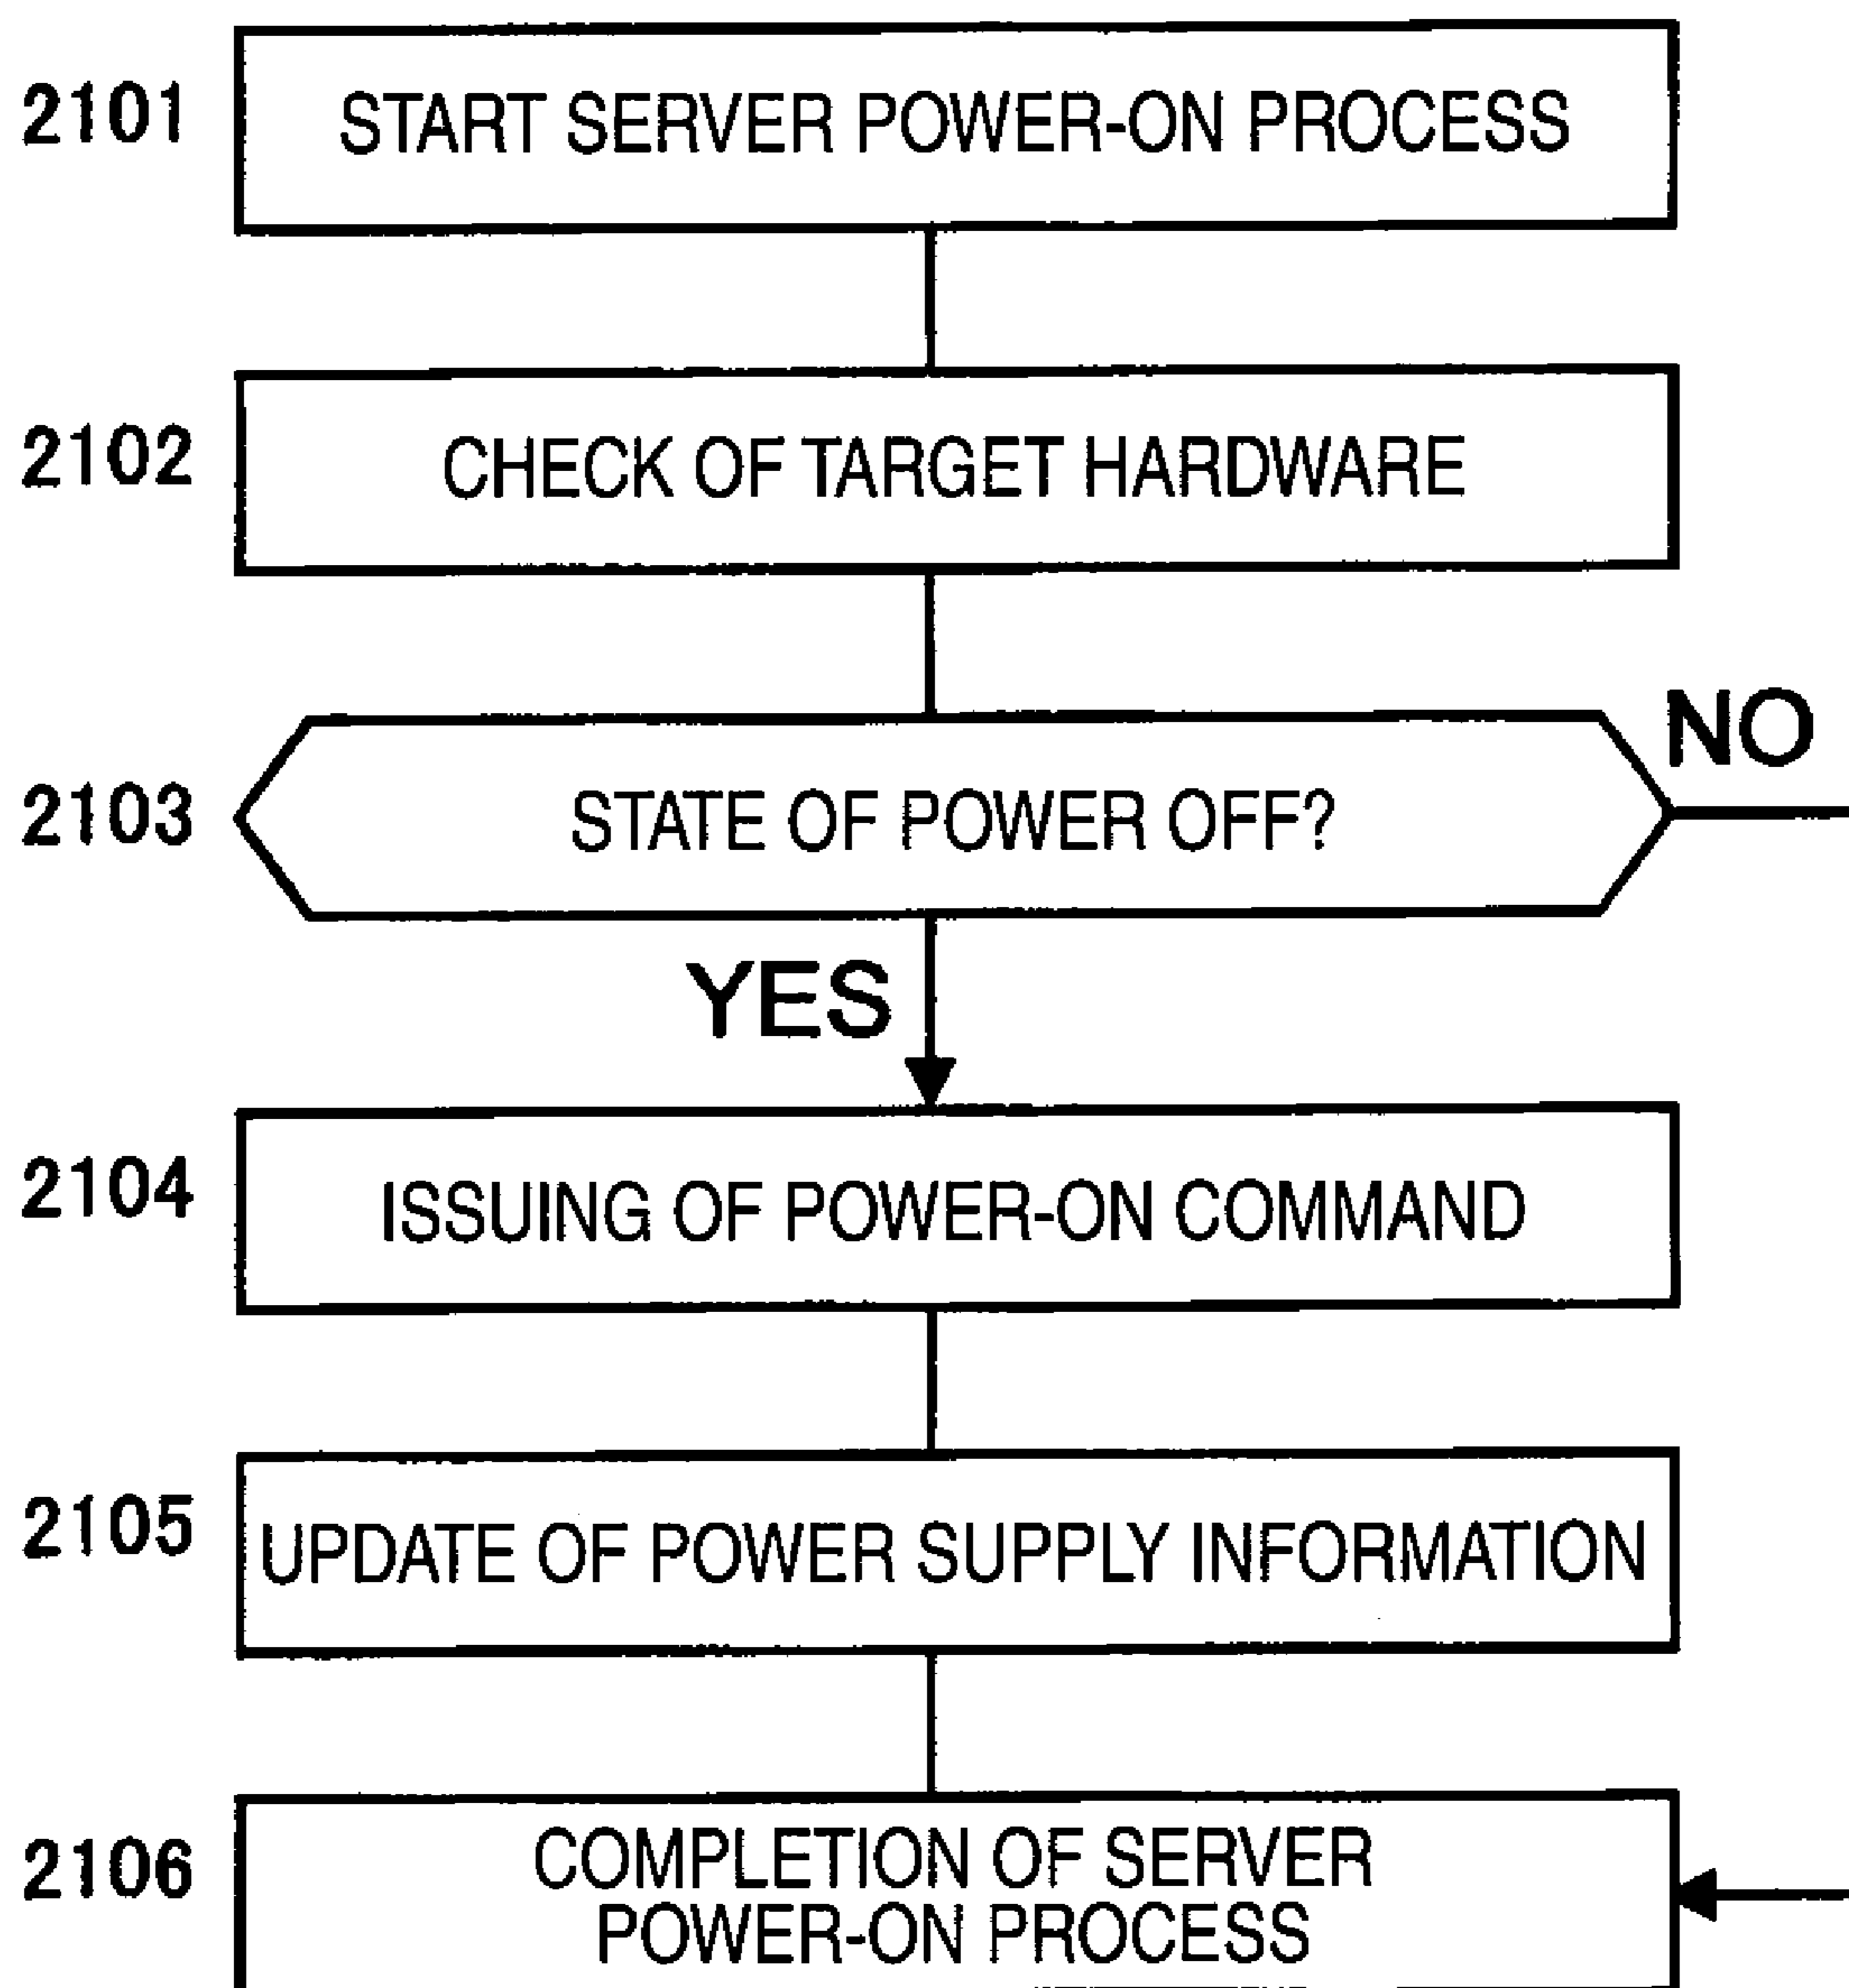 2101
START SERVER POWER-ON PROCESS
2102
CHECK OF TARGET HARDWARE
2103
STATE OF POWER OFF?
NO
YES
2104
ISSUING OF POWER-ON COMMAND
2105
UPDATE OF POWER SUPPLY INFORMATION
2106
COMPLETION OF SERVER
POWER-ON PROCESS